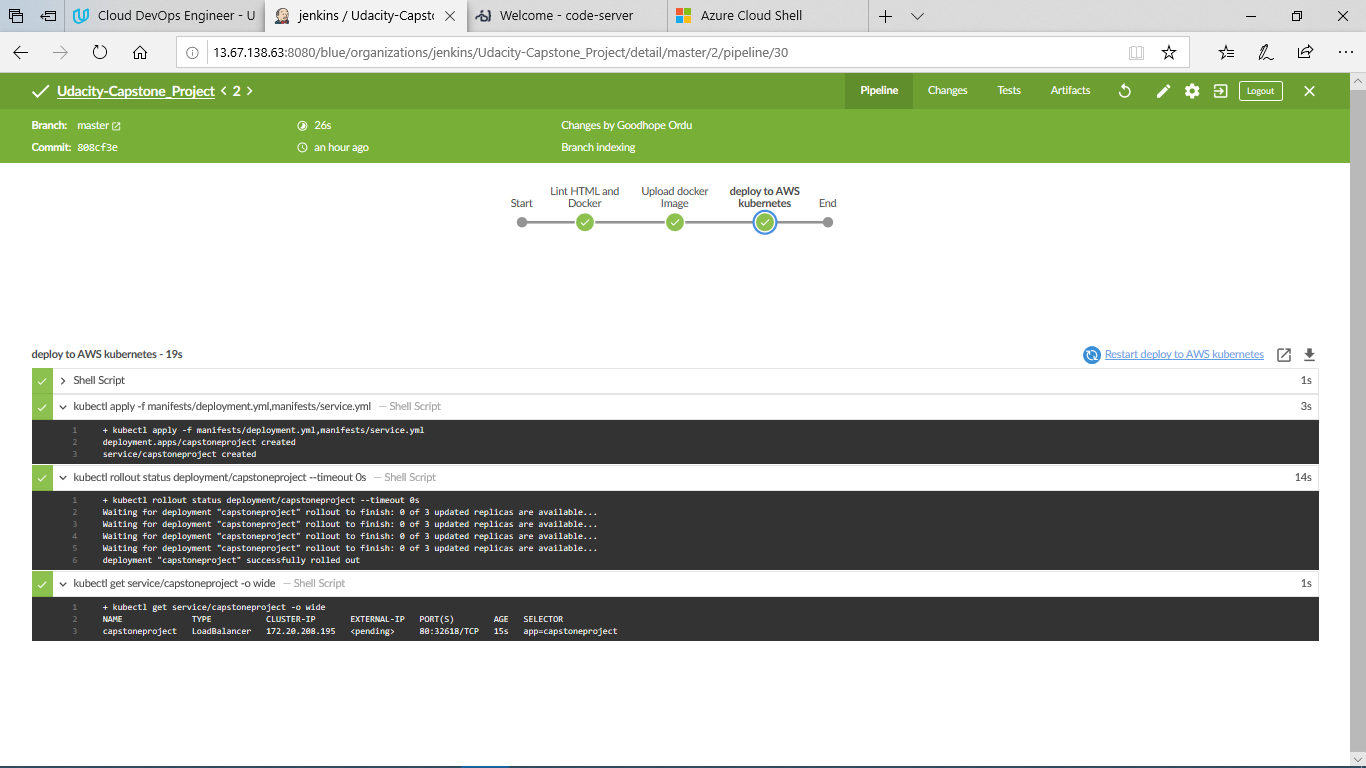 Cloud DevOps Engineer - U
jenkins / Udacity-Capsto
Welcome - code-server
Azure Cloud Shell
13.67.138.63:8080/blue/organizations/jenkins/Udacity-Capstone_Project/detail/master/2/pipeline/30
Udacity-Capstone_Project < 2 >
Pipeline Changes Tests Artifacts Logout
Branch: master 26s Changes by Goodhope Ordu
Commit: 808cf3e an hour ago Branch indexing
Start
Lint HTML and
Docker
Upload docker
Image
deploy to AWS
kubernetes
End
deploy to AWS kubernetes - 19s
Restart deploy to AWS kubernetes
Shell Script 1s
kubectl apply -f manifests/deployment.yml,manifests/service.yml — Shell Script 3s
1 + kubectl apply -f manifests/deployment.yml,manifests/service.yml
2 deployment.apps/capstoneproject created
3 service/capstoneproject created
kubectl rollout status deployment/capstoneproject --timeout 0s — Shell Script 14s
1 + kubectl rollout status deployment/capstoneproject --timeout 0s
2 Waiting for deployment "capstoneproject" rollout to finish: 0 of 3 updated replicas are available...
3 Waiting for deployment "capstoneproject" rollout to finish: 0 of 3 updated replicas are available...
4 Waiting for deployment "capstoneproject" rollout to finish: 0 of 3 updated replicas are available...
5 Waiting for deployment "capstoneproject" rollout to finish: 0 of 3 updated replicas are available...
6 deployment "capstoneproject" successfully rolled out
kubectl get service/capstoneproject -o wide — Shell Script 1s
1 + kubectl get service/capstoneproject -o wide
2 NAME TYPE CLUSTER-IP EXTERNAL-IP PORT(S) AGE SELECTOR
3 capstoneproject LoadBalancer 172.20.208.195 <pending> 80:32618/TCP 15s app=capstoneproject